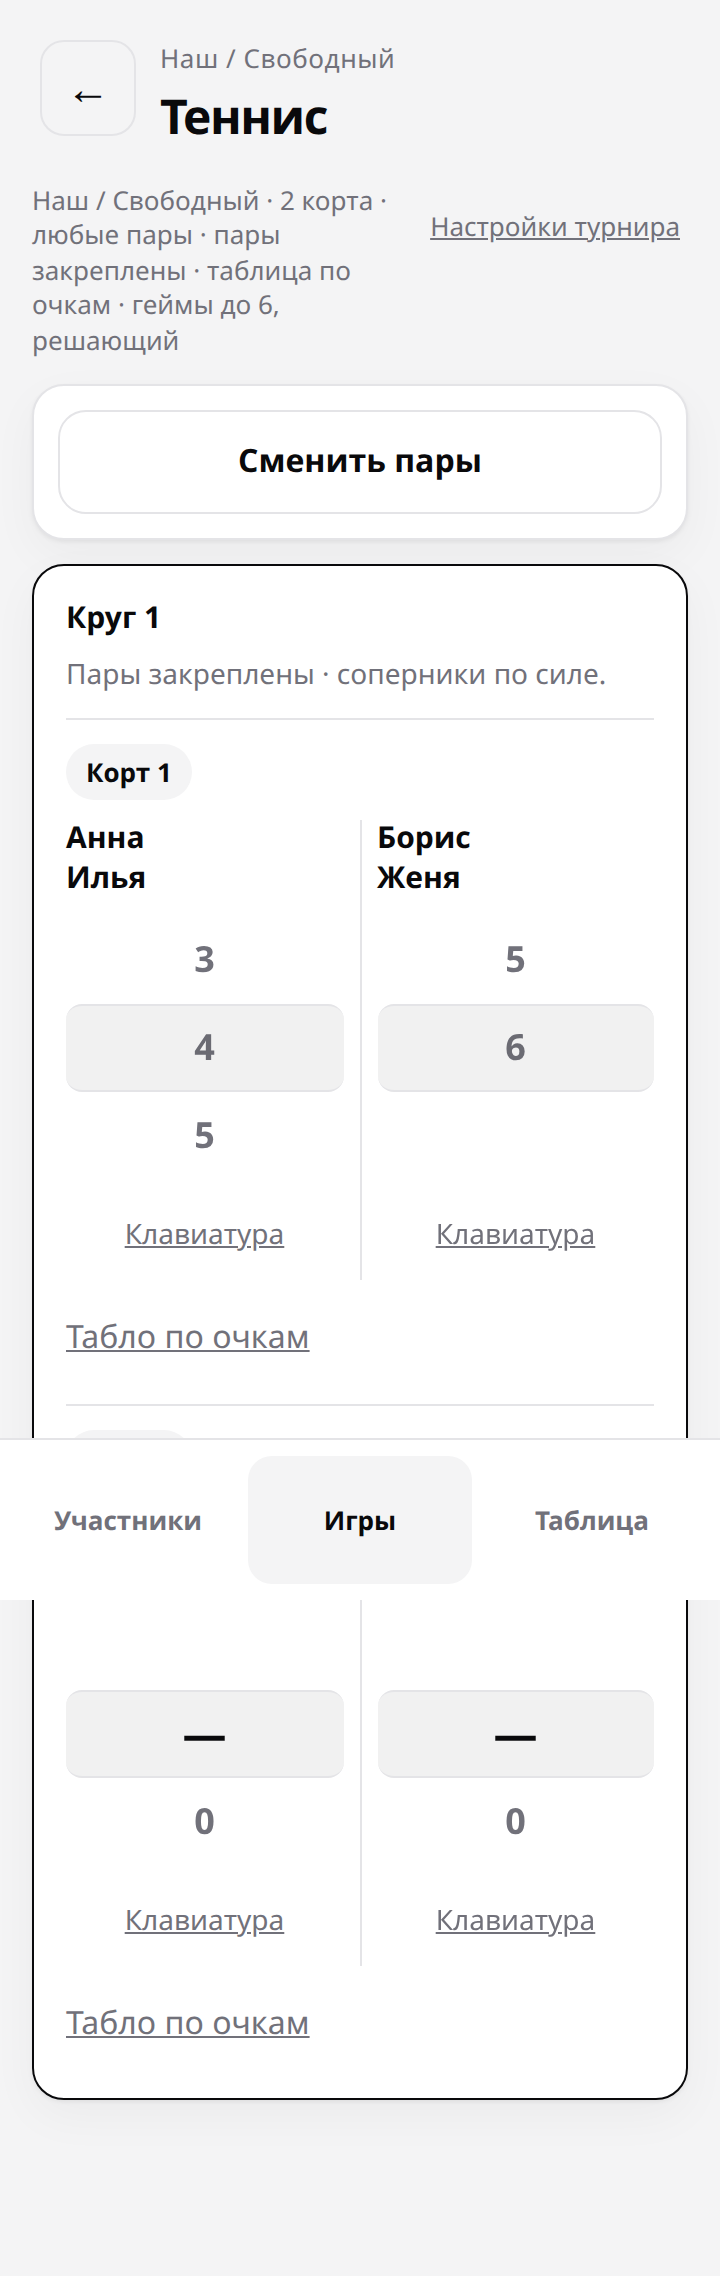 ←
Наш / Свободный
Теннис
Наш / Свободный · 2 корта ·
любые пары · пары
закреплены · таблица по
очкам · геймы до 6,
решающий
Настройки турнира
Сменить пары
Круг 1
Пары закреплены · соперники по силе.
Корт 1
Анна
Илья
Борис
Женя
3
5
4
6
5
Клавиатура
Клавиатура
Табло по очкам
Участники
Игры
Таблица
—
—
0
0
Клавиатура
Клавиатура
Табло по очкам